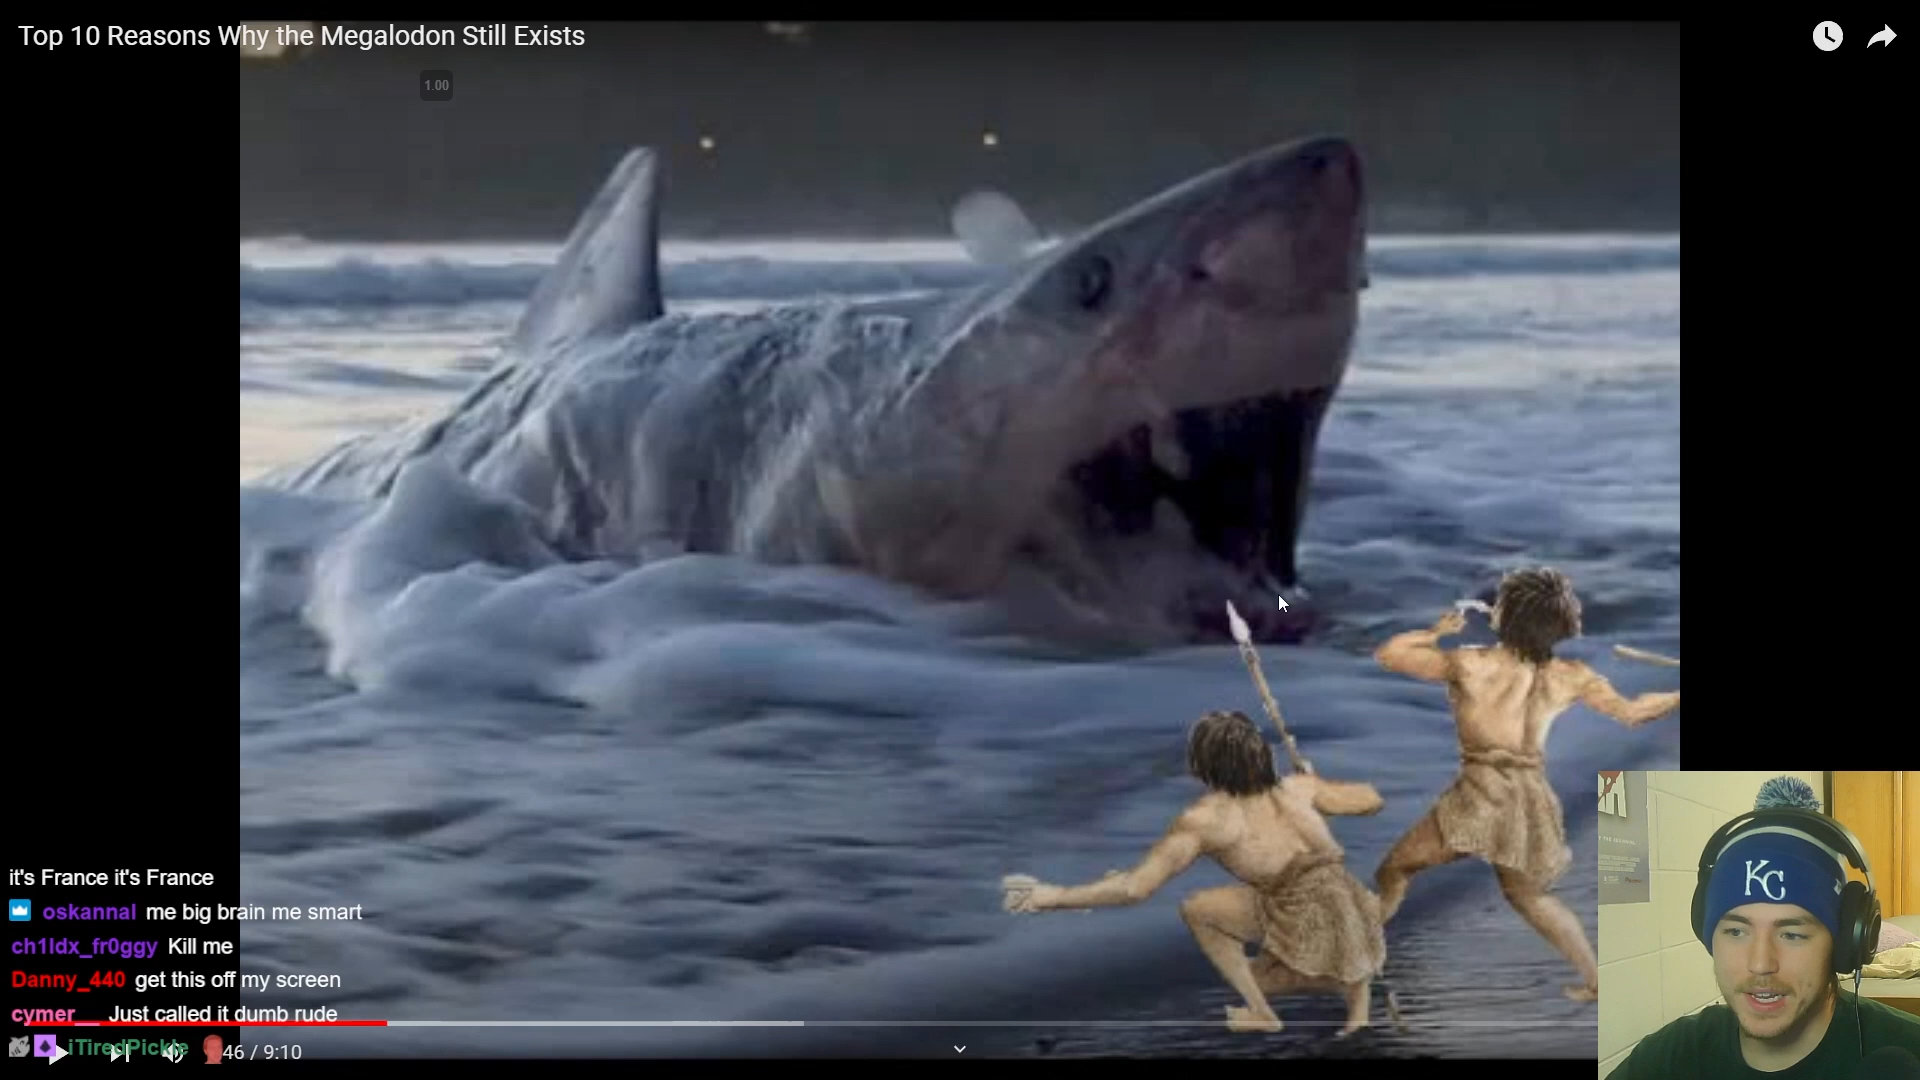 Top 10 Reasons Why the Megalodon Still Exists
1.00
it's France it's France
oskannal me big brain me smart
ch1ldx_fr0ggy Kill me
Danny_440 get this off my screen
cymer__ Just called it dumb rude
iTiredPickle
46 / 9:10
KC